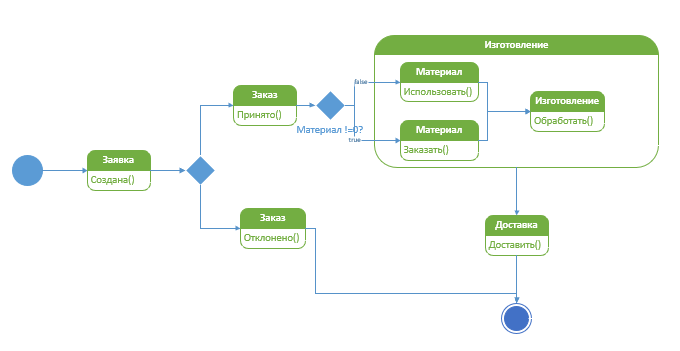 Изготовление
Заказ
Принято()
Материал !=0?
false
true
Материал
Использовать()
Материал
Заказать()
Изготовление
Обработать()
Заявка
Создана()
Заказ
Отклонено()
Доставка
Доставить()